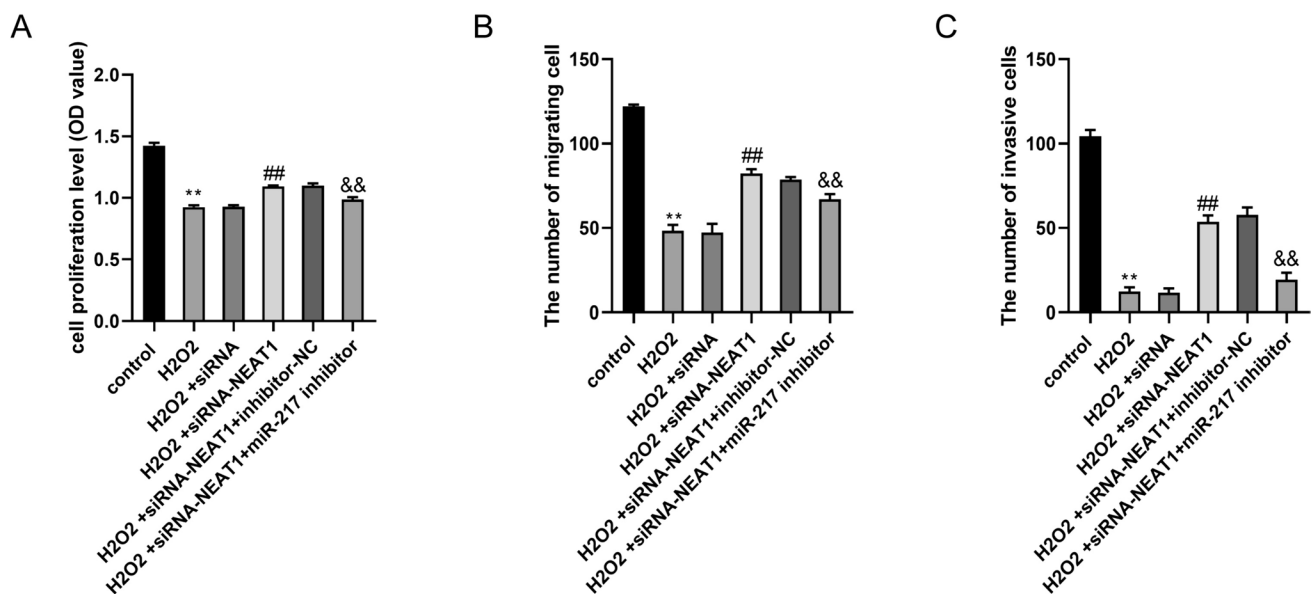 A
cell proliferation level (OD value)
2.0
1.5
1.0
0.5
0.0
**
##
&&
control
H2O2
H2O2 +siRNA
H2O2 +siRNA-NEAT1
H2O2 +siRNA-NEAT1+inhibitor-NC
H2O2 +siRNA-NEAT1+miR-217 inhibitor
B
The number of migrating cell
150
100
50
0
**
##
&&
control
H2O2
H2O2 +siRNA
H2O2 +siRNA-NEAT1
H2O2 +siRNA-NEAT1+inhibitor-NC
H2O2 +siRNA-NEAT1+miR-217 inhibitor
C
The number of invasive cells
150
100
50
0
**
##
&&
control
H2O2
H2O2 +siRNA
H2O2 +siRNA-NEAT1
H2O2 +siRNA-NEAT1+inhibitor-NC
H2O2 +siRNA-NEAT1+miR-217 inhibitor